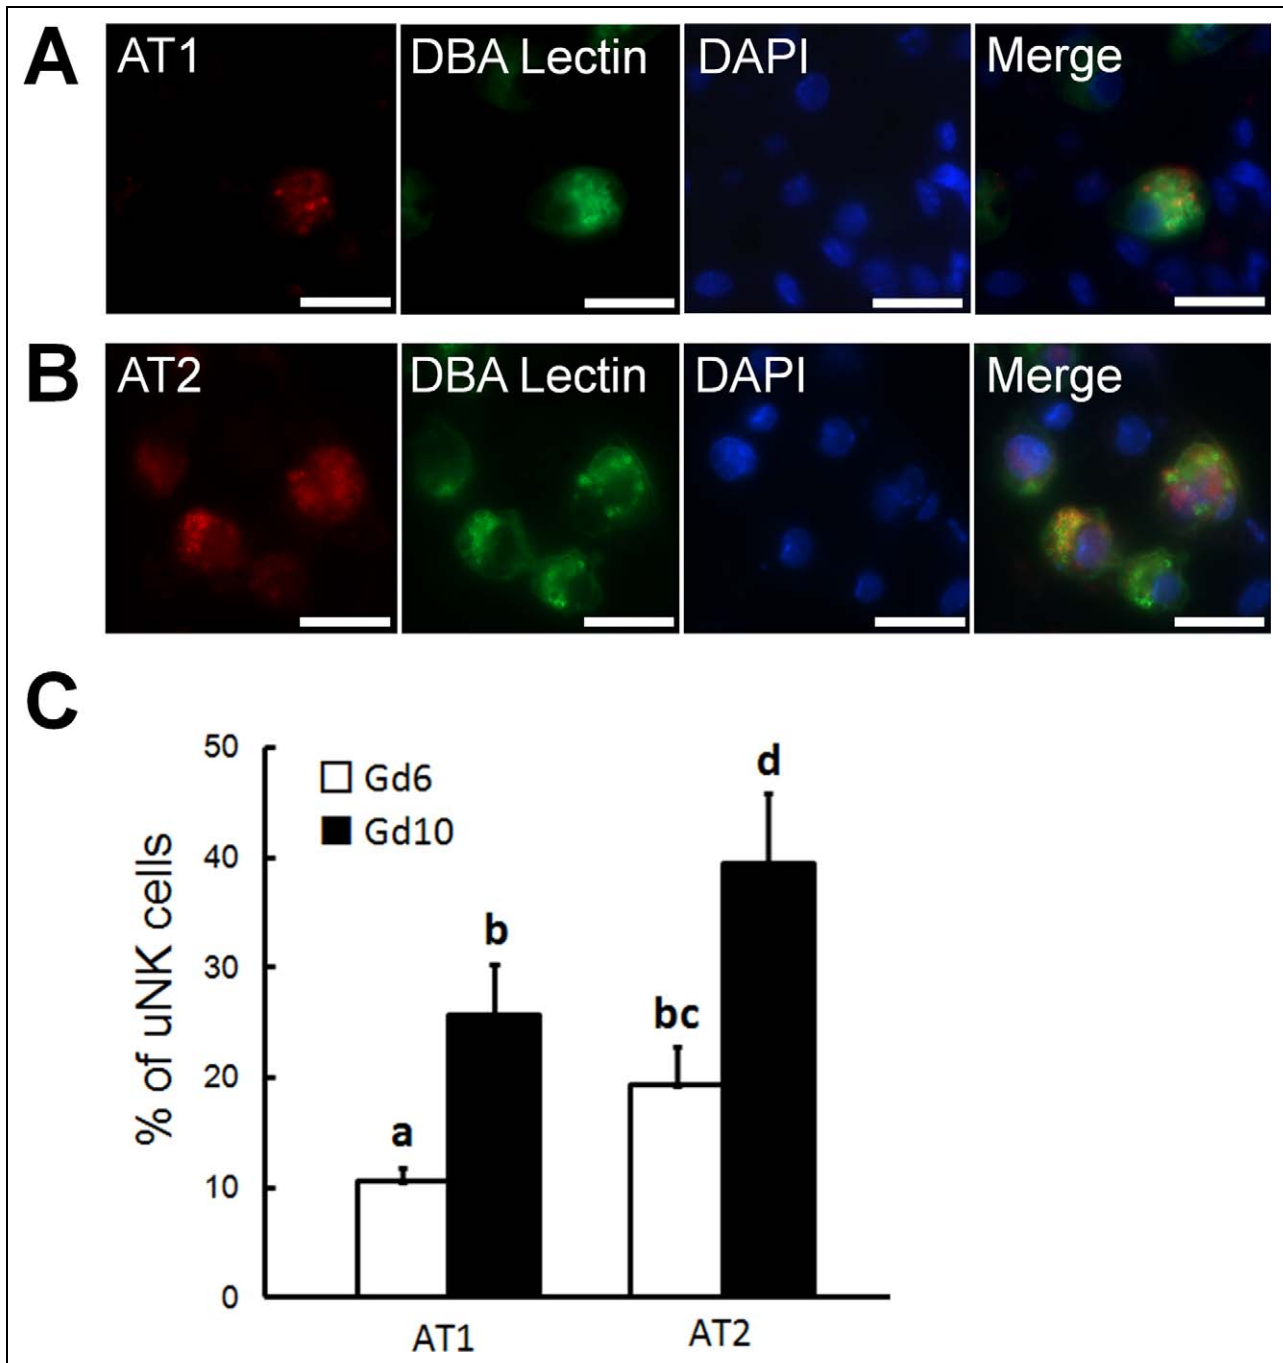 A
AT1
DBA Lectin
DAPI
Merge
B
AT2
DBA Lectin
DAPI
Merge
C
50
40
30
20
10
0
% of uNK cells
Gd6
Gd10
a
b
bc
d
AT1
AT2